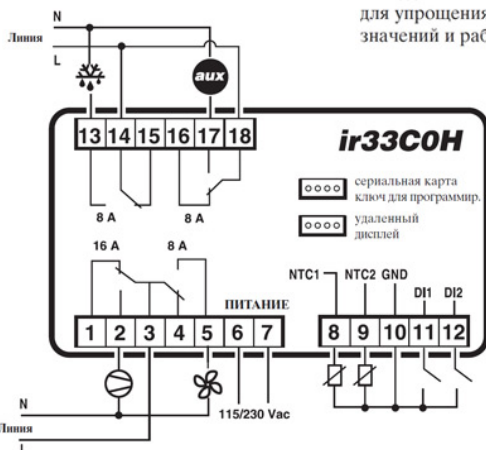 для упрощения
значений и раб
N
Линия
L
aux
13 14 15 16 17 18
ir33C0H
8 A
8 A
16 A
8 A
сериальная карта
ключ для программир.
удаленный
дисплей
ПИТАНИЕ
NTC1
NTC2
GND
DI1
DI2
1 2 3 4 5 6 7
8 9 10 11 12
115/230 Vac
N
Линия
L